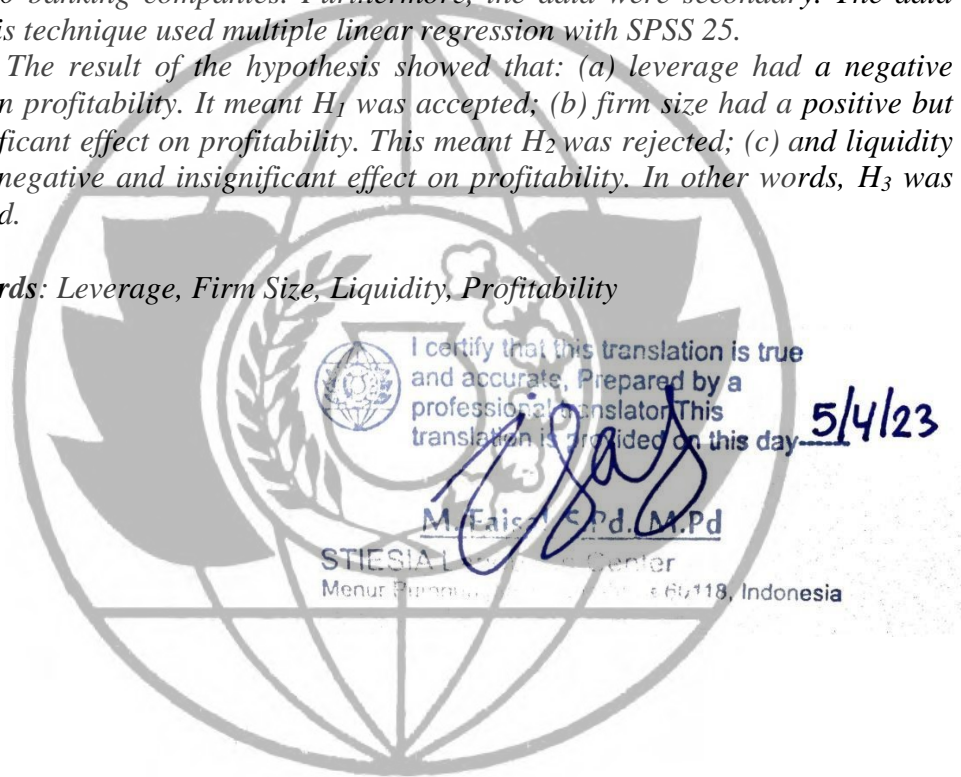 o banking companies. Furthermore, the data were secondary. The data
is technique used multiple linear regression with SPSS 25.
The result of the hypothesis showed that: (a) leverage had a negative
n profitability. It meant H1 was accepted; (b) firm size had a positive but
ficant effect on profitability. This meant H2 was rejected; (c) and liquidity
negative and insignificant effect on profitability. In other words, H3 was
d.
rds: Leverage, Firm Size, Liquidity, Profitability
I certify that this translation is true
and accurate, Prepared by a
professional translator This
translation is provided on this day 5/4/23
M. Faisal S.Pd. M.Pd
STIESIA Center
Menur 118, Indonesia